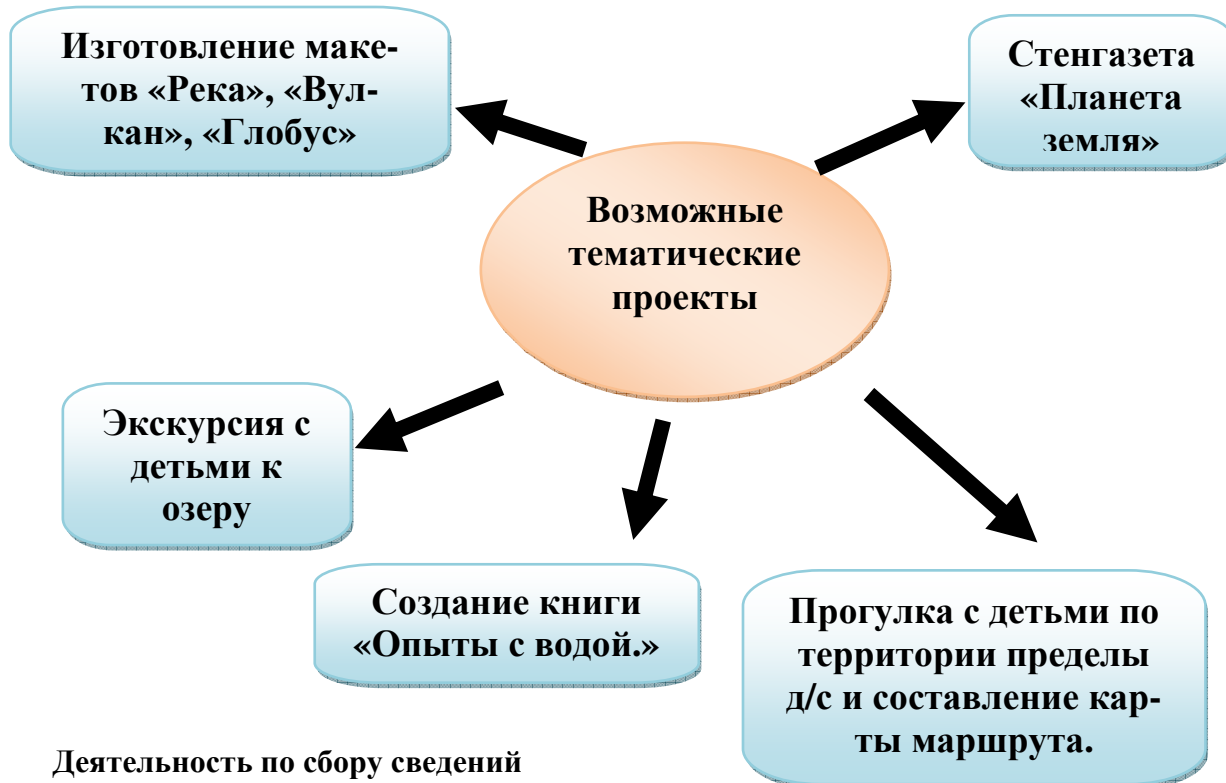 Изготовление маке-
тов «Река», «Вул-
кан», «Глобус»
Стенгазета
«Планета
земля»
Возможные
тематические
проекты
Экскурсия с
детьми к
озеру
Создание книги
«Опыты с водой.»
Прогулка с детьми по
территории пределы
д/с и составление кар-
ты маршрута.
Деятельность по сбору сведений